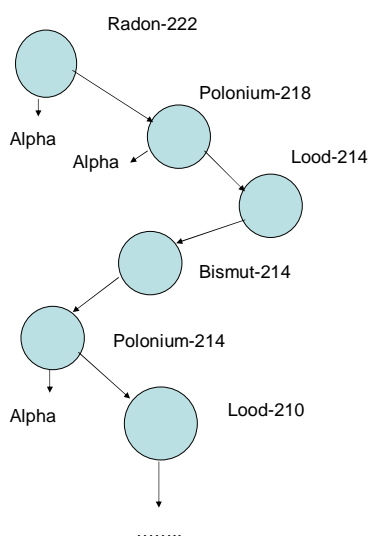 Radon-222
Polonium-218
Alpha
Alpha
Lood-214
Bismut-214
Polonium-214
Alpha
Lood-210
........